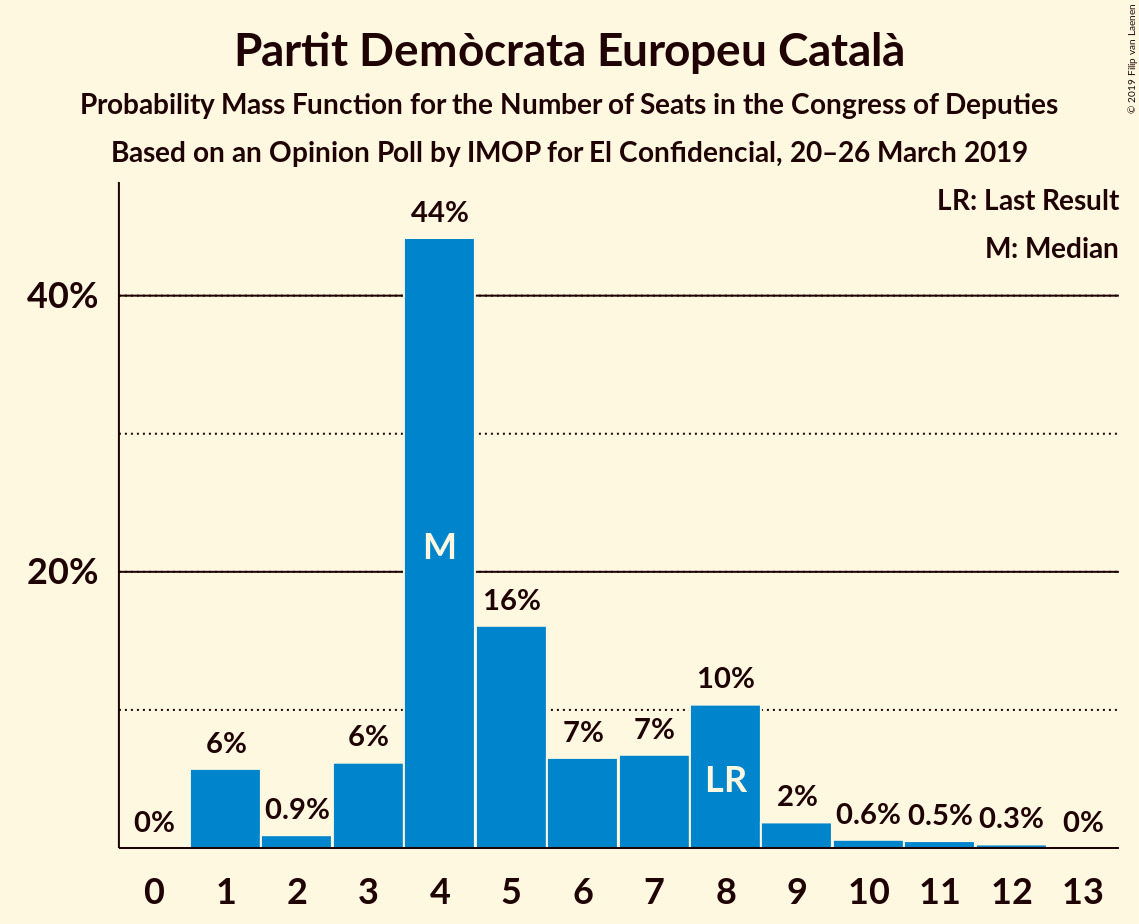 Partit Demòcrata Europeu Català
Probability Mass Function for the Number of Seats in the Congress of Deputies
Based on an Opinion Poll by IMOP for El Confidencial, 20–26 March 2019
© 2019 Filip van Laenen
LR: Last Result
M: Median
44%
40%
M
20%
16%
10%
7%
7%
6%
6%
LR
2%
0.9%
0.6%
0.5%
0.3%
0%
0%
0 1 2 3 4 5 6 7 8 9 10 11 12 13